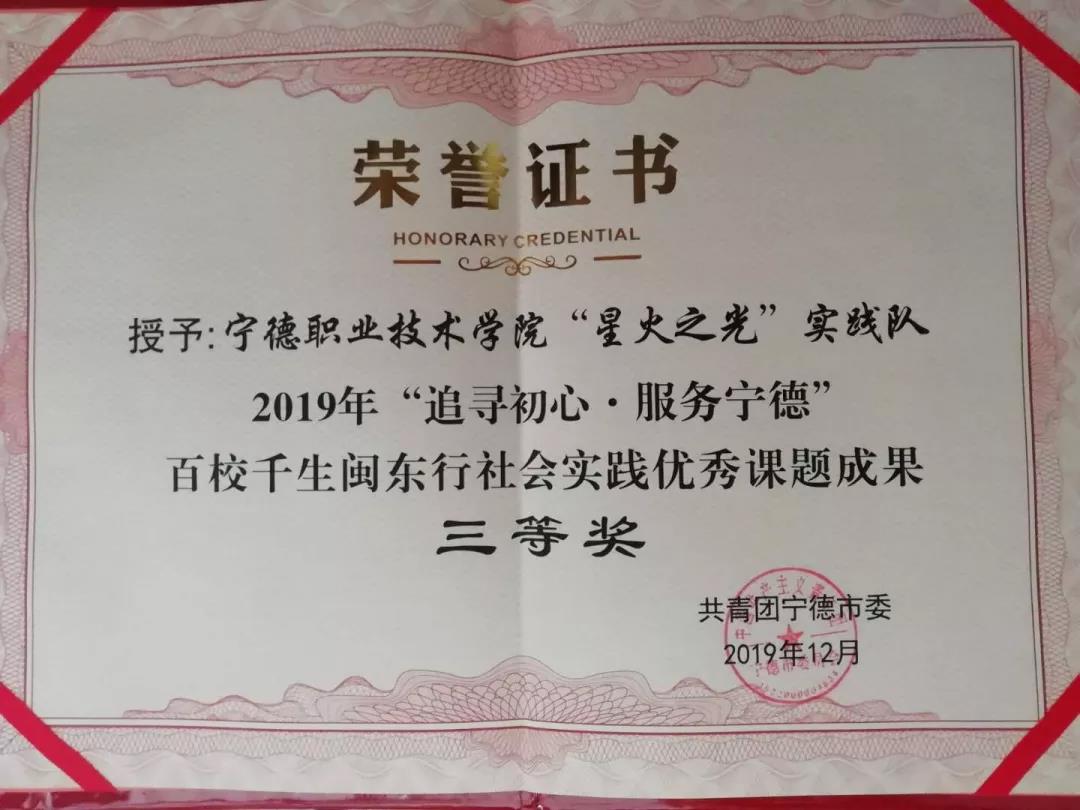 荣誉证书
HONORARY CREDENTIAL
授予:宁德职业技术学院“星火之光”实践队
2019年“追寻初心·服务宁德”
百校千生闽东行社会实践优秀课题成果
三等奖
共青团宁德市委
2019年12月